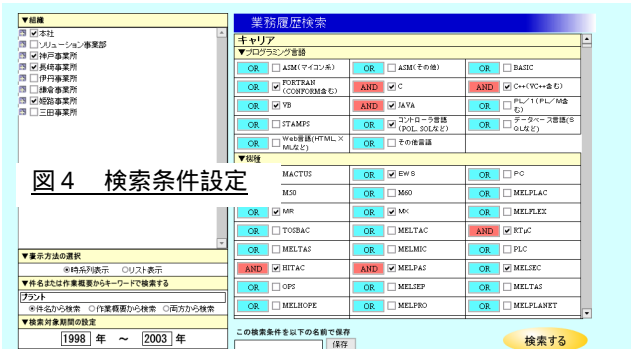 ▼組織
本社
ソリューション事業部
神戸事業所
長崎事業所
伊丹事業所
鎌倉事業所
姫路事業所
三田事業所
図4 検索条件設定
▼表示方法の選択
時系列表示 リスト表示
▼件名または作業概要からキーワードで検索する
プラント
件名から検索 作業概要から検索 両方から検索
▼検索対象期間の設定
1998 年 ～ 2003 年
業務履歴検索
キャリア
▼プログラミング言語
OR ASM(マイコン系) OR ASM(その他) OR BASIC
OR FORTRAN (CONFORM含む) AND C AND C++(VC++含む)
OR VB AND JAVA OR PL/1(PL/M含む)
OR STAMPS OR コントローラ言語 (POL, SOLなど) OR データベース言語(SQLなど)
OR Web言語(HTML, XMLなど) OR その他言語
▼機種
MACTUS OR EWS OR PC
M50 OR M60 OR MELPLAC
OR MR OR MX OR MELFLEX
OR TOSBAC OR MELTAC AND RTμC
OR MELTAS OR MELMIC OR PLC
AND HITAC AND MELPAS OR MELSEC
OR OPS OR MELSEP OR MELTAS
OR MELHOPE OR MELPRO OR MELPLANET
この検索条件を以下の名前で保存
保存
検索する